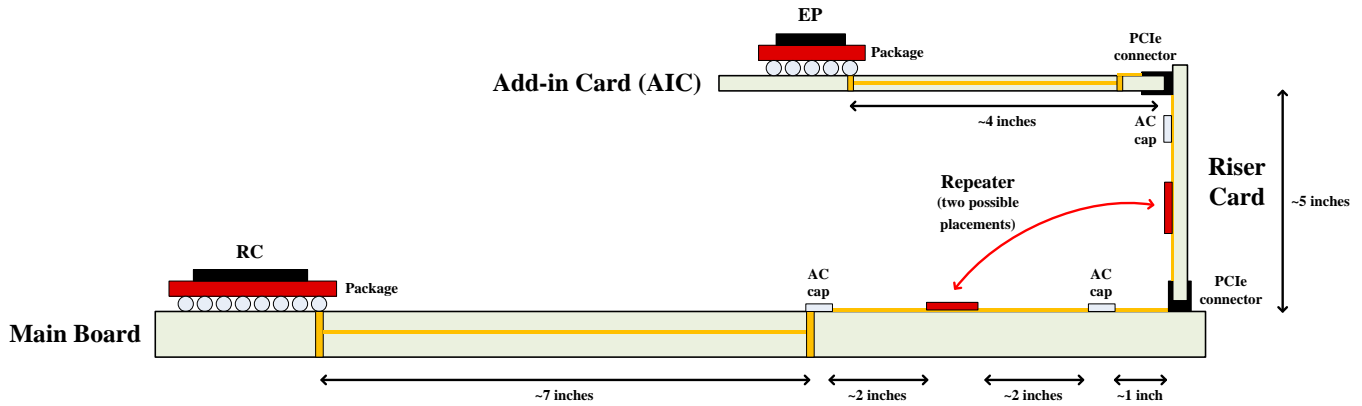 EP
Package
PCIe
connector
Add-in Card (AIC)
~4 inches
AC
cap
Repeater
(two possible
placements)
Riser
Card
~5 inches
RC
Package
AC
cap
AC
cap
PCIe
connector
Main Board
~7 inches
~2 inches
~2 inches
~1 inch